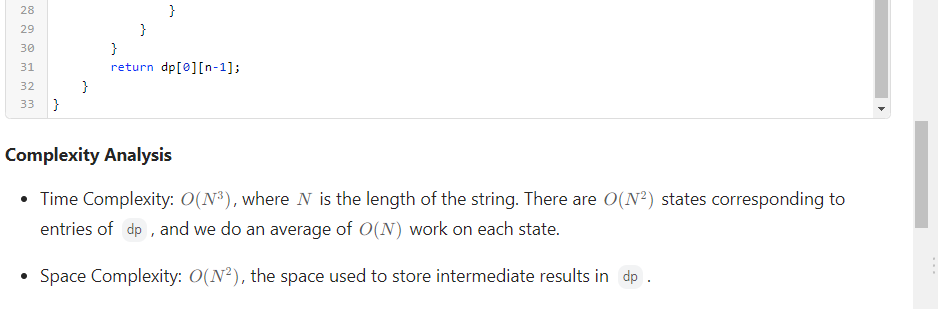 28 }
29 }
30 }
31 return dp[0][n-1];
32 }
33 }
Complexity Analysis
• Time Complexity: O(N³), where N is the length of the string. There are O(N²) states corresponding to
entries of dp , and we do an average of O(N) work on each state.
• Space Complexity: O(N²), the space used to store intermediate results in dp .